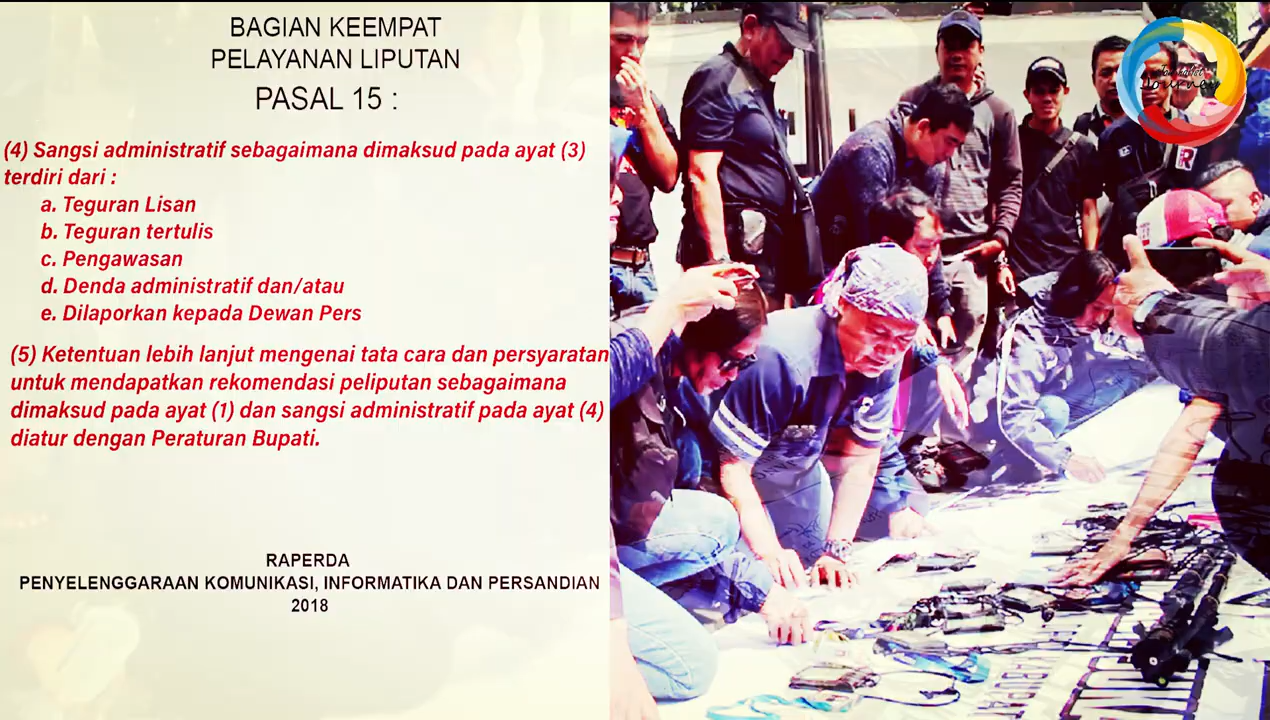 BAGIAN KEEMPAT
PELAYANAN LIPUTAN
PASAL 15 :
(4) Sangsi administratif sebagaimana dimaksud pada ayat (3)
terdiri dari :
a. Teguran Lisan
b. Teguran tertulis
c. Pengawasan
d. Denda administratif dan/atau
e. Dilaporkan kepada Dewan Pers
(5) Ketentuan lebih lanjut mengenai tata cara dan persyaratan
untuk mendapatkan rekomendasi peliputan sebagaimana
dimaksud pada ayat (1) dan sangsi administratif pada ayat (4)
diatur dengan Peraturan Bupati.
RAPERDA
PENYELENGGARAAN KOMUNIKASI, INFORMATIKA DAN PERSANDIAN
2018
Journey